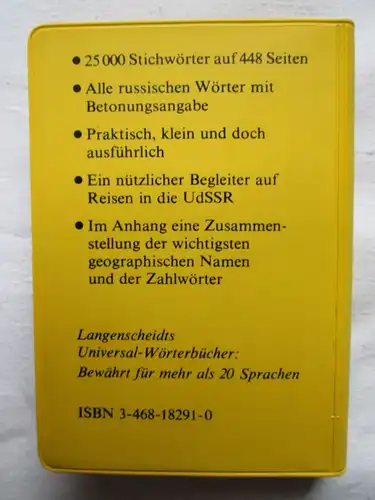 • 25 000 Stichwörter auf 448 Seiten
• Alle russischen Wörter mit
Betonungsangabe
• Praktisch, klein und doch
ausführlich
• Ein nützlicher Begleiter auf
Reisen in die UdSSR
• Im Anhang eine Zusammen-
stellung der wichtigsten
geographischen Namen
und der Zahlwörter
Langenscheidts
Universal-Wörterbücher:
Bewährt für mehr als 20 Sprachen
ISBN 3-468-18291-0